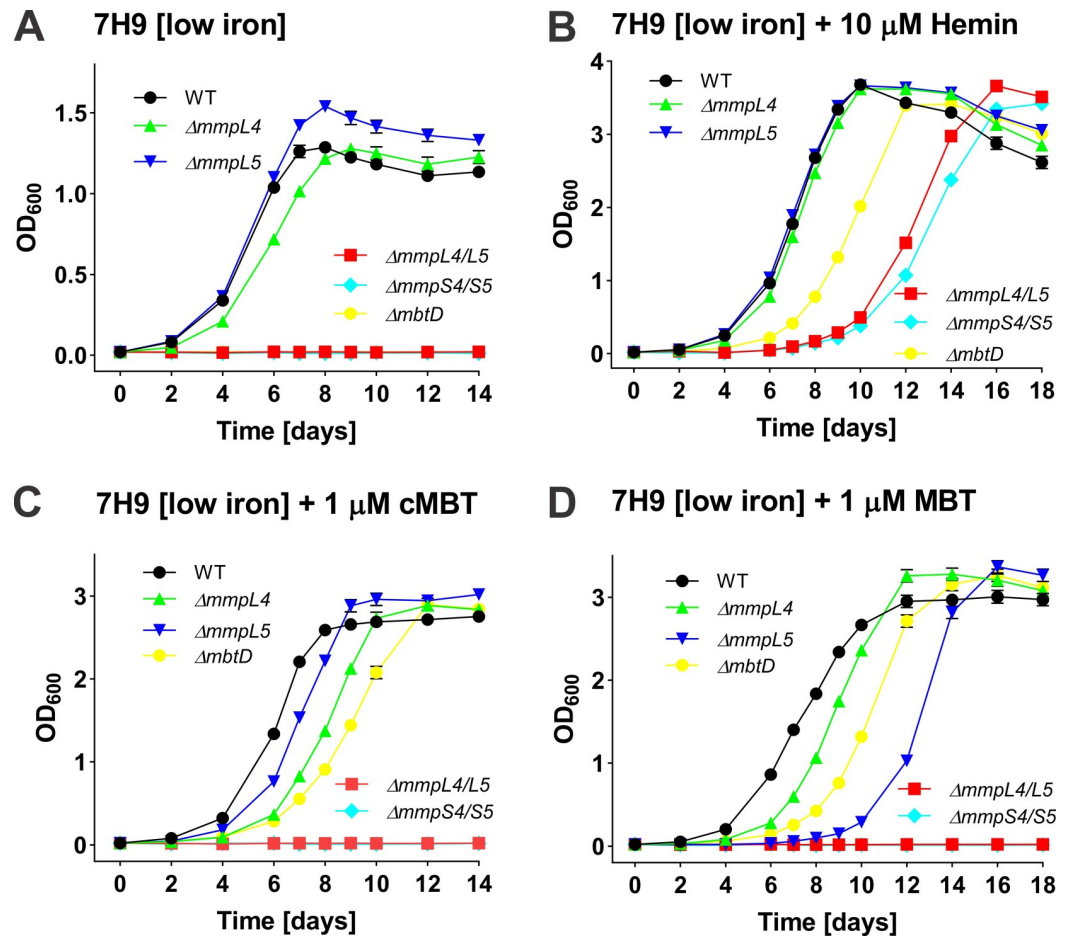 A 7H9 [low iron]
OD600
1.5
1.0
0.5
0.0
WT
ΔmmpL4
ΔmmpL5
ΔmmpL4/L5
ΔmmpS4/S5
ΔmbtD
0 2 4 6 8 10 12 14
Time [days]
B 7H9 [low iron] + 10 μM Hemin
OD600
4
3
2
1
0
WT
ΔmmpL4
ΔmmpL5
ΔmmpL4/L5
ΔmmpS4/S5
ΔmbtD
0 2 4 6 8 10 12 14 16 18
Time [days]
C 7H9 [low iron] + 1 μM cMBT
OD600
3
2
1
0
WT
ΔmmpL4
ΔmmpL5
ΔmbtD
ΔmmpL4/L5
ΔmmpS4/S5
0 2 4 6 8 10 12 14
Time [days]
D 7H9 [low iron] + 1 μM MBT
OD600
3
2
1
0
WT
ΔmmpL4
ΔmmpL5
ΔmbtD
ΔmmpL4/L5
ΔmmpS4/S5
0 2 4 6 8 10 12 14 16 18
Time [days]